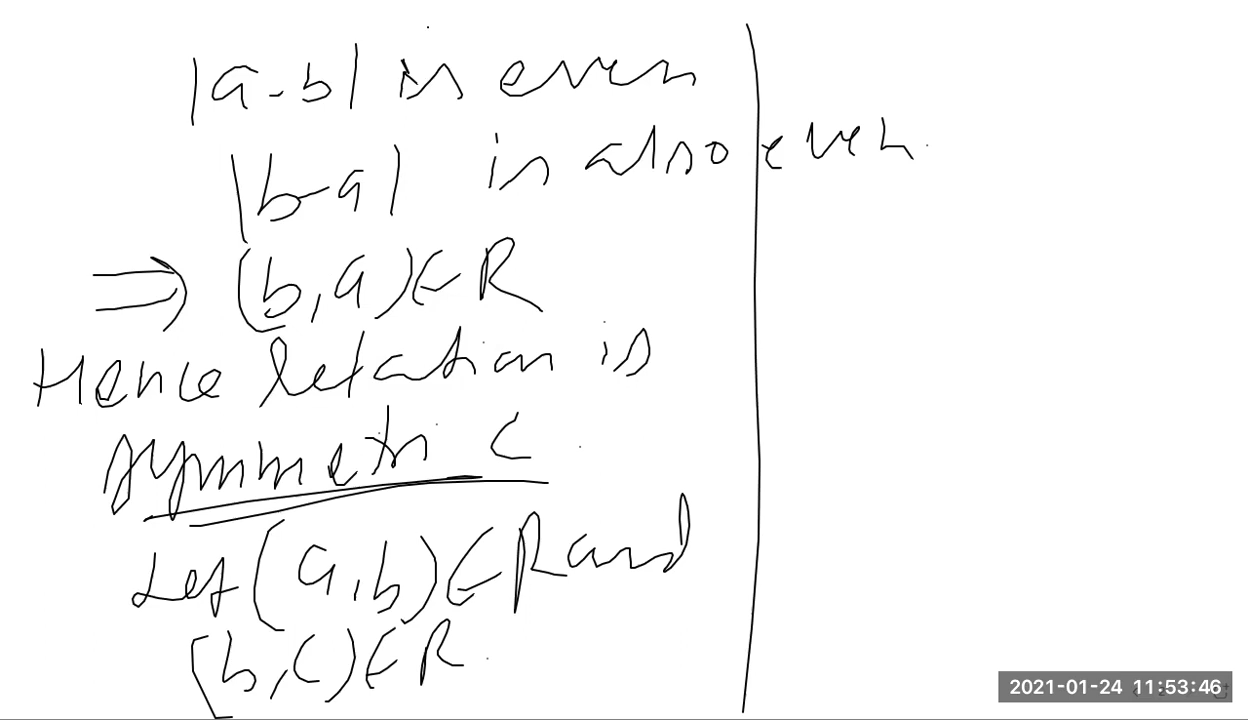 |a-b| is even
|b-a| is also even
⇒ (b,a)∈R
Hence relation is
symmetric
Let (a,b)∈R and
(b,c)∈R
2021-01-24 11:53:46